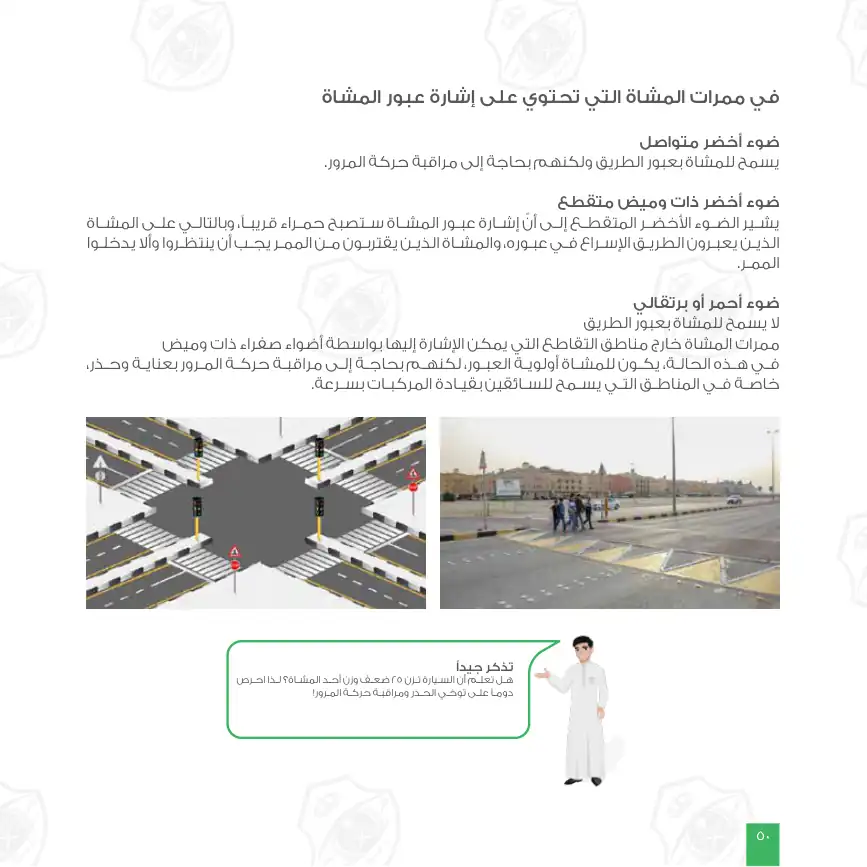 في ممرات المشاة التي تحتوي على إشارة عبور المشاة
ضوء أخضر متواصل
يسمح للمشاة بعبور الطريق ولكنهم بحاجة إلى مراقبة حركة المرور.
ضوء أخضر ذات وميض متقطع
يشير الضوء الأخضر المتقطع إلى أنّ إشارة عبور المشاة ستصبح حمراء قريباً، وبالتالي على المشاة
الذين يعبرون الطريق الإسراع في عبوره، والمشاة الذين يقتربون من الممر يجب أن ينتظروا وألا يدخلوا
الممر.
ضوء أحمر أو برتقالي
لا يسمح للمشاة بعبور الطريق
ممرات المشاة خارج مناطق التقاطع التي يمكن الإشارة إليها بواسطة أضواء صفراء ذات وميض
في هذه الحالة، يكون للمشاة أولوية العبور، لكنهم بحاجة إلى مراقبة حركة المرور بعناية وحذر،
خاصة في المناطق التي يسمح للسائقين بقيادة المركبات بسرعة.
تذكر جيداً
هل تعلم أن السيارة تزن ٢٥ ضعف وزن أحد المشاة؟ لذا احرص
دوماً على توخي الحذر ومراقبة حركة المرور!
٥٠